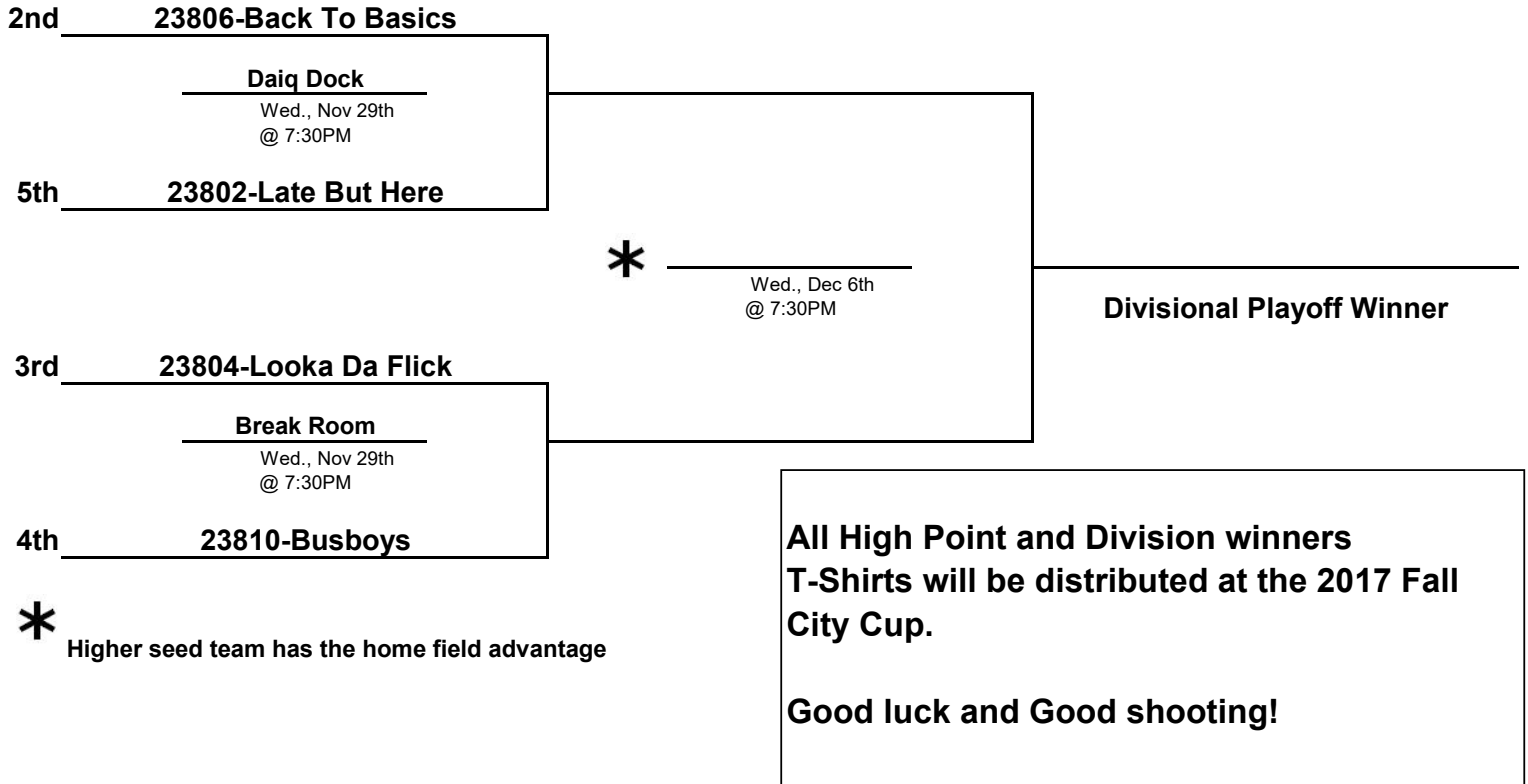 2nd 23806-Back To Basics
Daiq Dock
Wed., Nov 29th
@ 7:30PM
5th 23802-Late But Here
* 
Wed., Dec 6th
@ 7:30PM
Divisional Playoff Winner
3rd 23804-Looka Da Flick
Break Room
Wed., Nov 29th
@ 7:30PM
4th 23810-Busboys
* Higher seed team has the home field advantage
All High Point and Division winners
T-Shirts will be distributed at the 2017 Fall
City Cup.
Good luck and Good shooting!